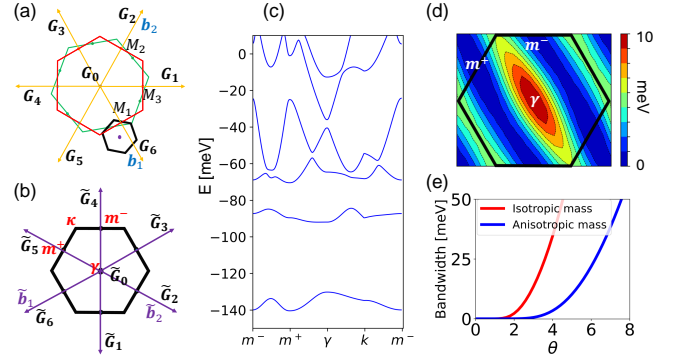 (a)
G₂
b₂
G₃
M₂
G₀
G₁
G₄
M₃
M₁
G₆
G₅
b₁
(b)
G̃₄
κ
m⁻
G̃₃
G̃₅
m⁺
γ
G̃₀
b̃₁
G̃₂
b̃₂
G̃₆
G̃₁
(c)
E [meV]
0
−20
−40
−60
−80
−100
−120
−140
m⁻ m⁺ γ k m⁻
(d)
m⁻
m⁺
γ
10
0
meV
(e)
Bandwidth [meV]
50
25
0
Isotropic mass
Anisotropic mass
0 2 4 6 8
θ